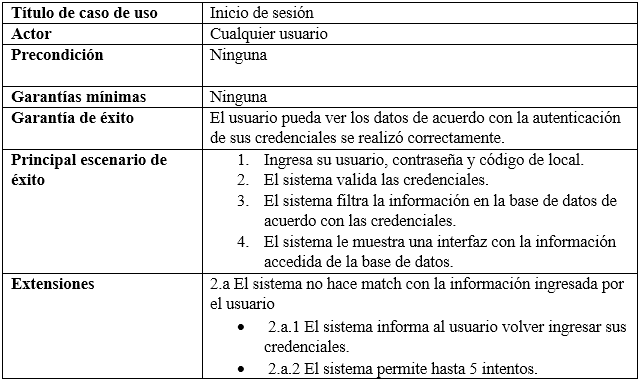 Título de caso de uso Inicio de sesión
Actor Cualquier usuario
Precondición Ninguna
Garantías mínimas Ninguna
Garantía de éxito El usuario pueda ver los datos de acuerdo con la autenticación
de sus credenciales se realizó correctamente.
Principal escenario de 1. Ingresa su usuario, contraseña y código de local.
éxito 2. El sistema valida las credenciales.
3. El sistema filtra la información en la base de datos de
acuerdo con las credenciales.
4. El sistema le muestra una interfaz con la información
accedida de la base de datos.
Extensiones 2.a El sistema no hace match con la información ingresada por
el usuario
• 2.a.1 El sistema informa al usuario volver ingresar sus
credenciales.
• 2.a.2 El sistema permite hasta 5 intentos.